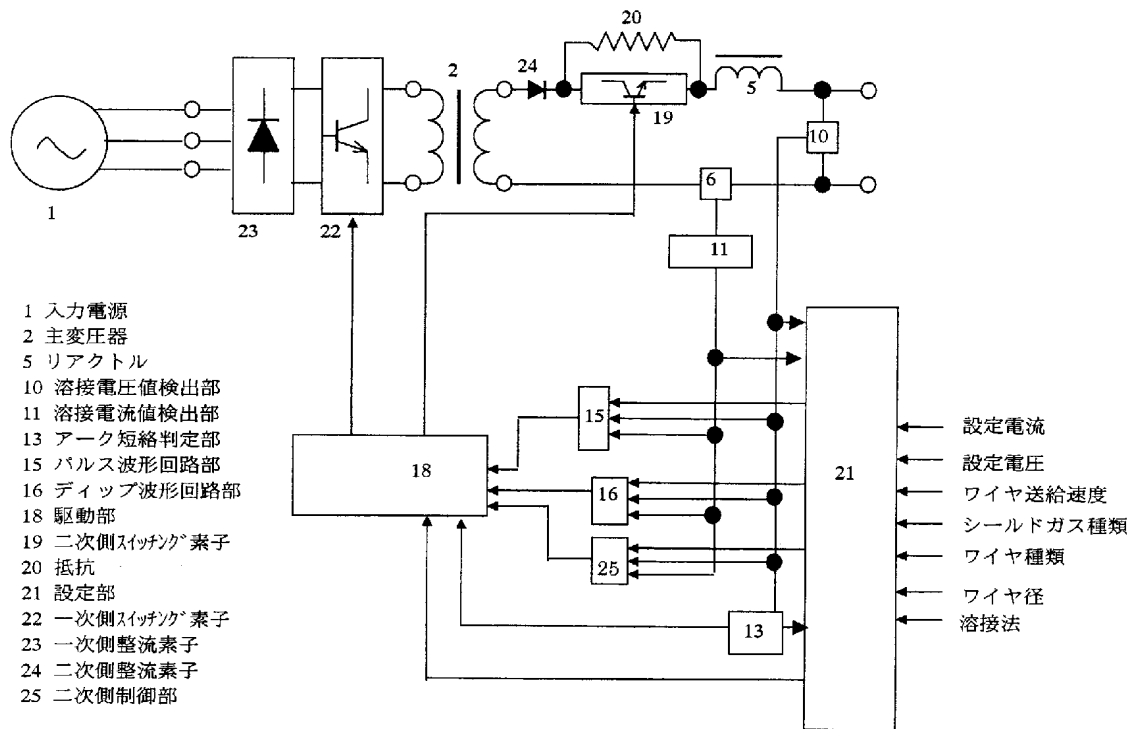 20
24
2
5
19
10
1
23
22
6
11
1 入力電源
2 主変圧器
5 リアクトル
10 溶接電圧値検出部
11 溶接電流値検出部
13 アーク短絡判定部
15 パルス波形回路部
16 ディップ波形回路部
18 駆動部
19 二次側ｽｲｯﾁﾝｸﾞ素子
20 抵抗
21 設定部
22 一次側ｽｲｯﾁﾝｸﾞ素子
23 一次側整流素子
24 二次側整流素子
25 二次側制御部
15
18
16
25
13
21
設定電流
設定電圧
ワイヤ送給速度
シールドガス種類
ワイヤ種類
ワイヤ径
溶接法